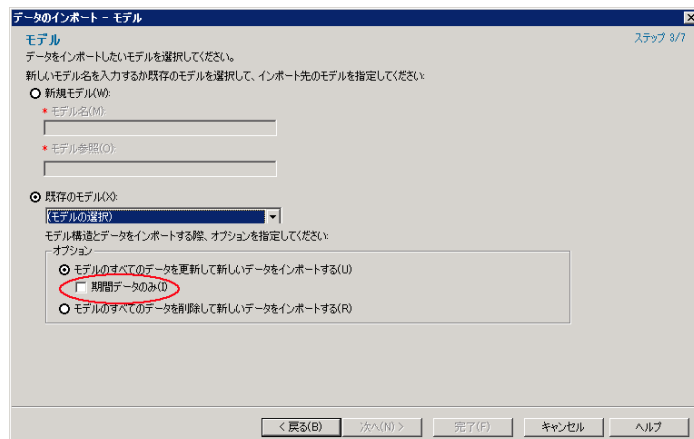 データのインポート - モデル
モデル
ステップ 3/7
データをインポートしたいモデルを選択してください。
新しいモデル名を入力するか既存のモデルを選択して、インポート先のモデルを指定してください:
新規モデル(W):
* モデル名(M):
* モデル参照(O):
既存のモデル(X):
(モデルの選択)
モデル構造とデータをインポートする際、オプションを指定してください:
オプション
モデルのすべてのデータを更新して新しいデータをインポートする(U)
期間データのみ(I)
モデルのすべてのデータを削除して新しいデータをインポートする(R)
< 戻る(B)
次へ(N) >
完了(F)
キャンセル
ヘルプ